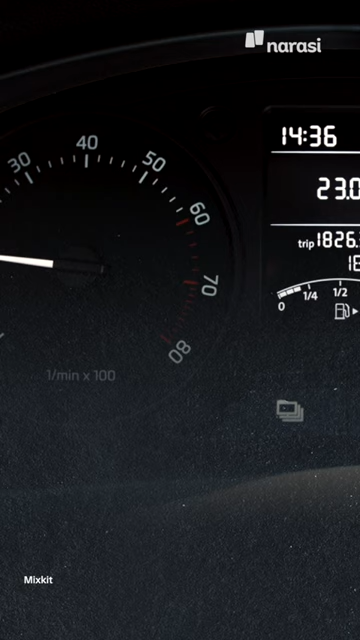 narasi
40
30
50
60
70
80
1/min x 100
14:36
23.0
trip 1826.
0 1/4 1/2
Mixkit